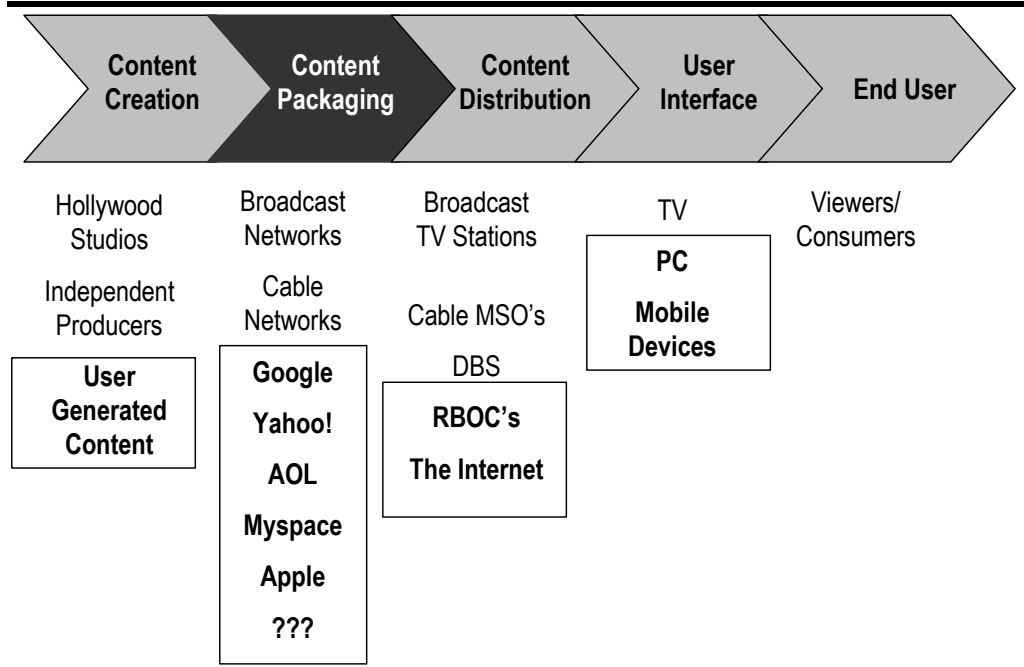 Content
Creation
Content
Packaging
Content
Distribution
User
Interface
End User
Hollywood
Studios
Independent
Producers
User
Generated
Content
Broadcast
Networks
Cable
Networks
Google
Yahoo!
AOL
Myspace
Apple
???
Broadcast
TV Stations
Cable MSO's
DBS
RBOC's
The Internet
TV
PC
Mobile
Devices
Viewers/
Consumers